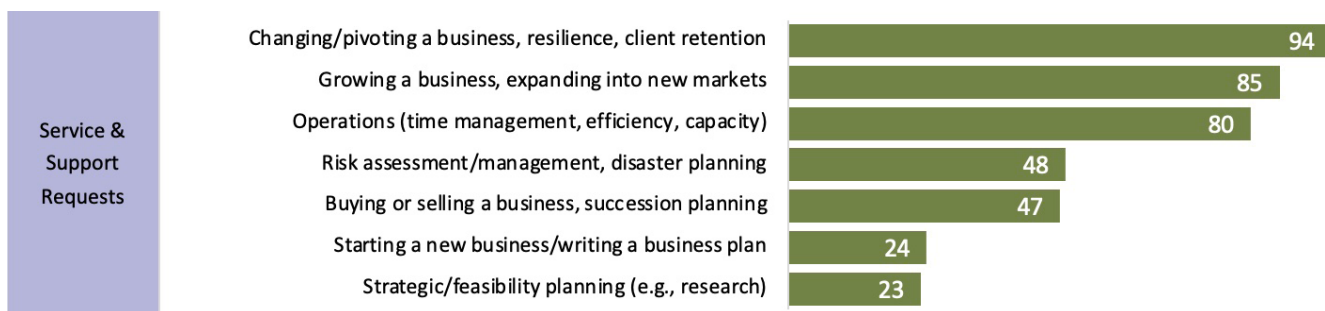 Service &
Support
Requests
Changing/pivoting a business, resilience, client retention 94
Growing a business, expanding into new markets 85
Operations (time management, efficiency, capacity) 80
Risk assessment/management, disaster planning 48
Buying or selling a business, succession planning 47
Starting a new business/writing a business plan 24
Strategic/feasibility planning (e.g., research) 23